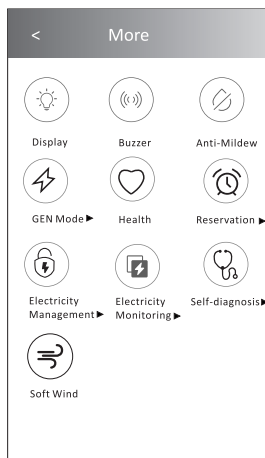 < More
Display Buzzer Anti-Mildew
GEN Mode▶ Health Reservation▶
Electricity Electricity Self-diagnosis▶
Management▶ Monitoring▶
Soft Wind